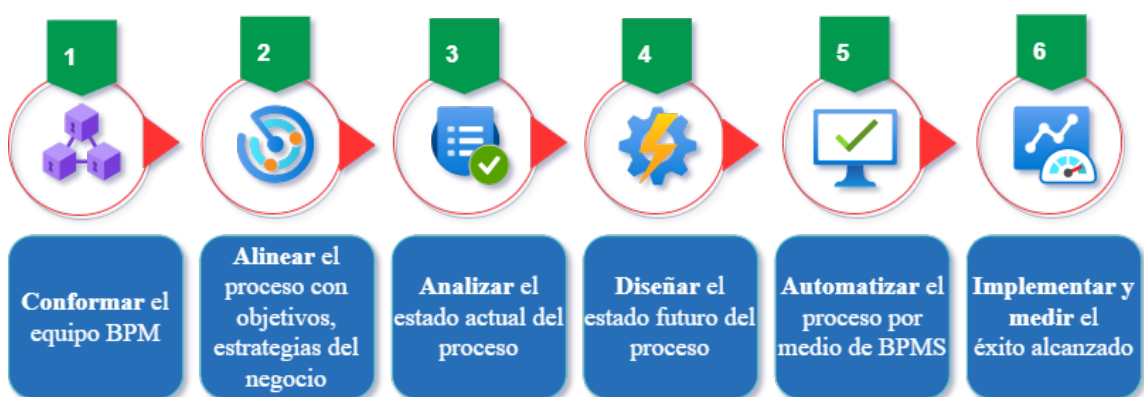 1
2
3
4
5
6
Conformar el
equipo BPM
Alinear el
proceso con
objetivos,
estrategias del
negocio
Analizar el
estado actual del
proceso
Diseñar el
estado futuro del
proceso
Automatizar el
proceso por
medio de BPMS
Implementar y
medir el
éxito alcanzado